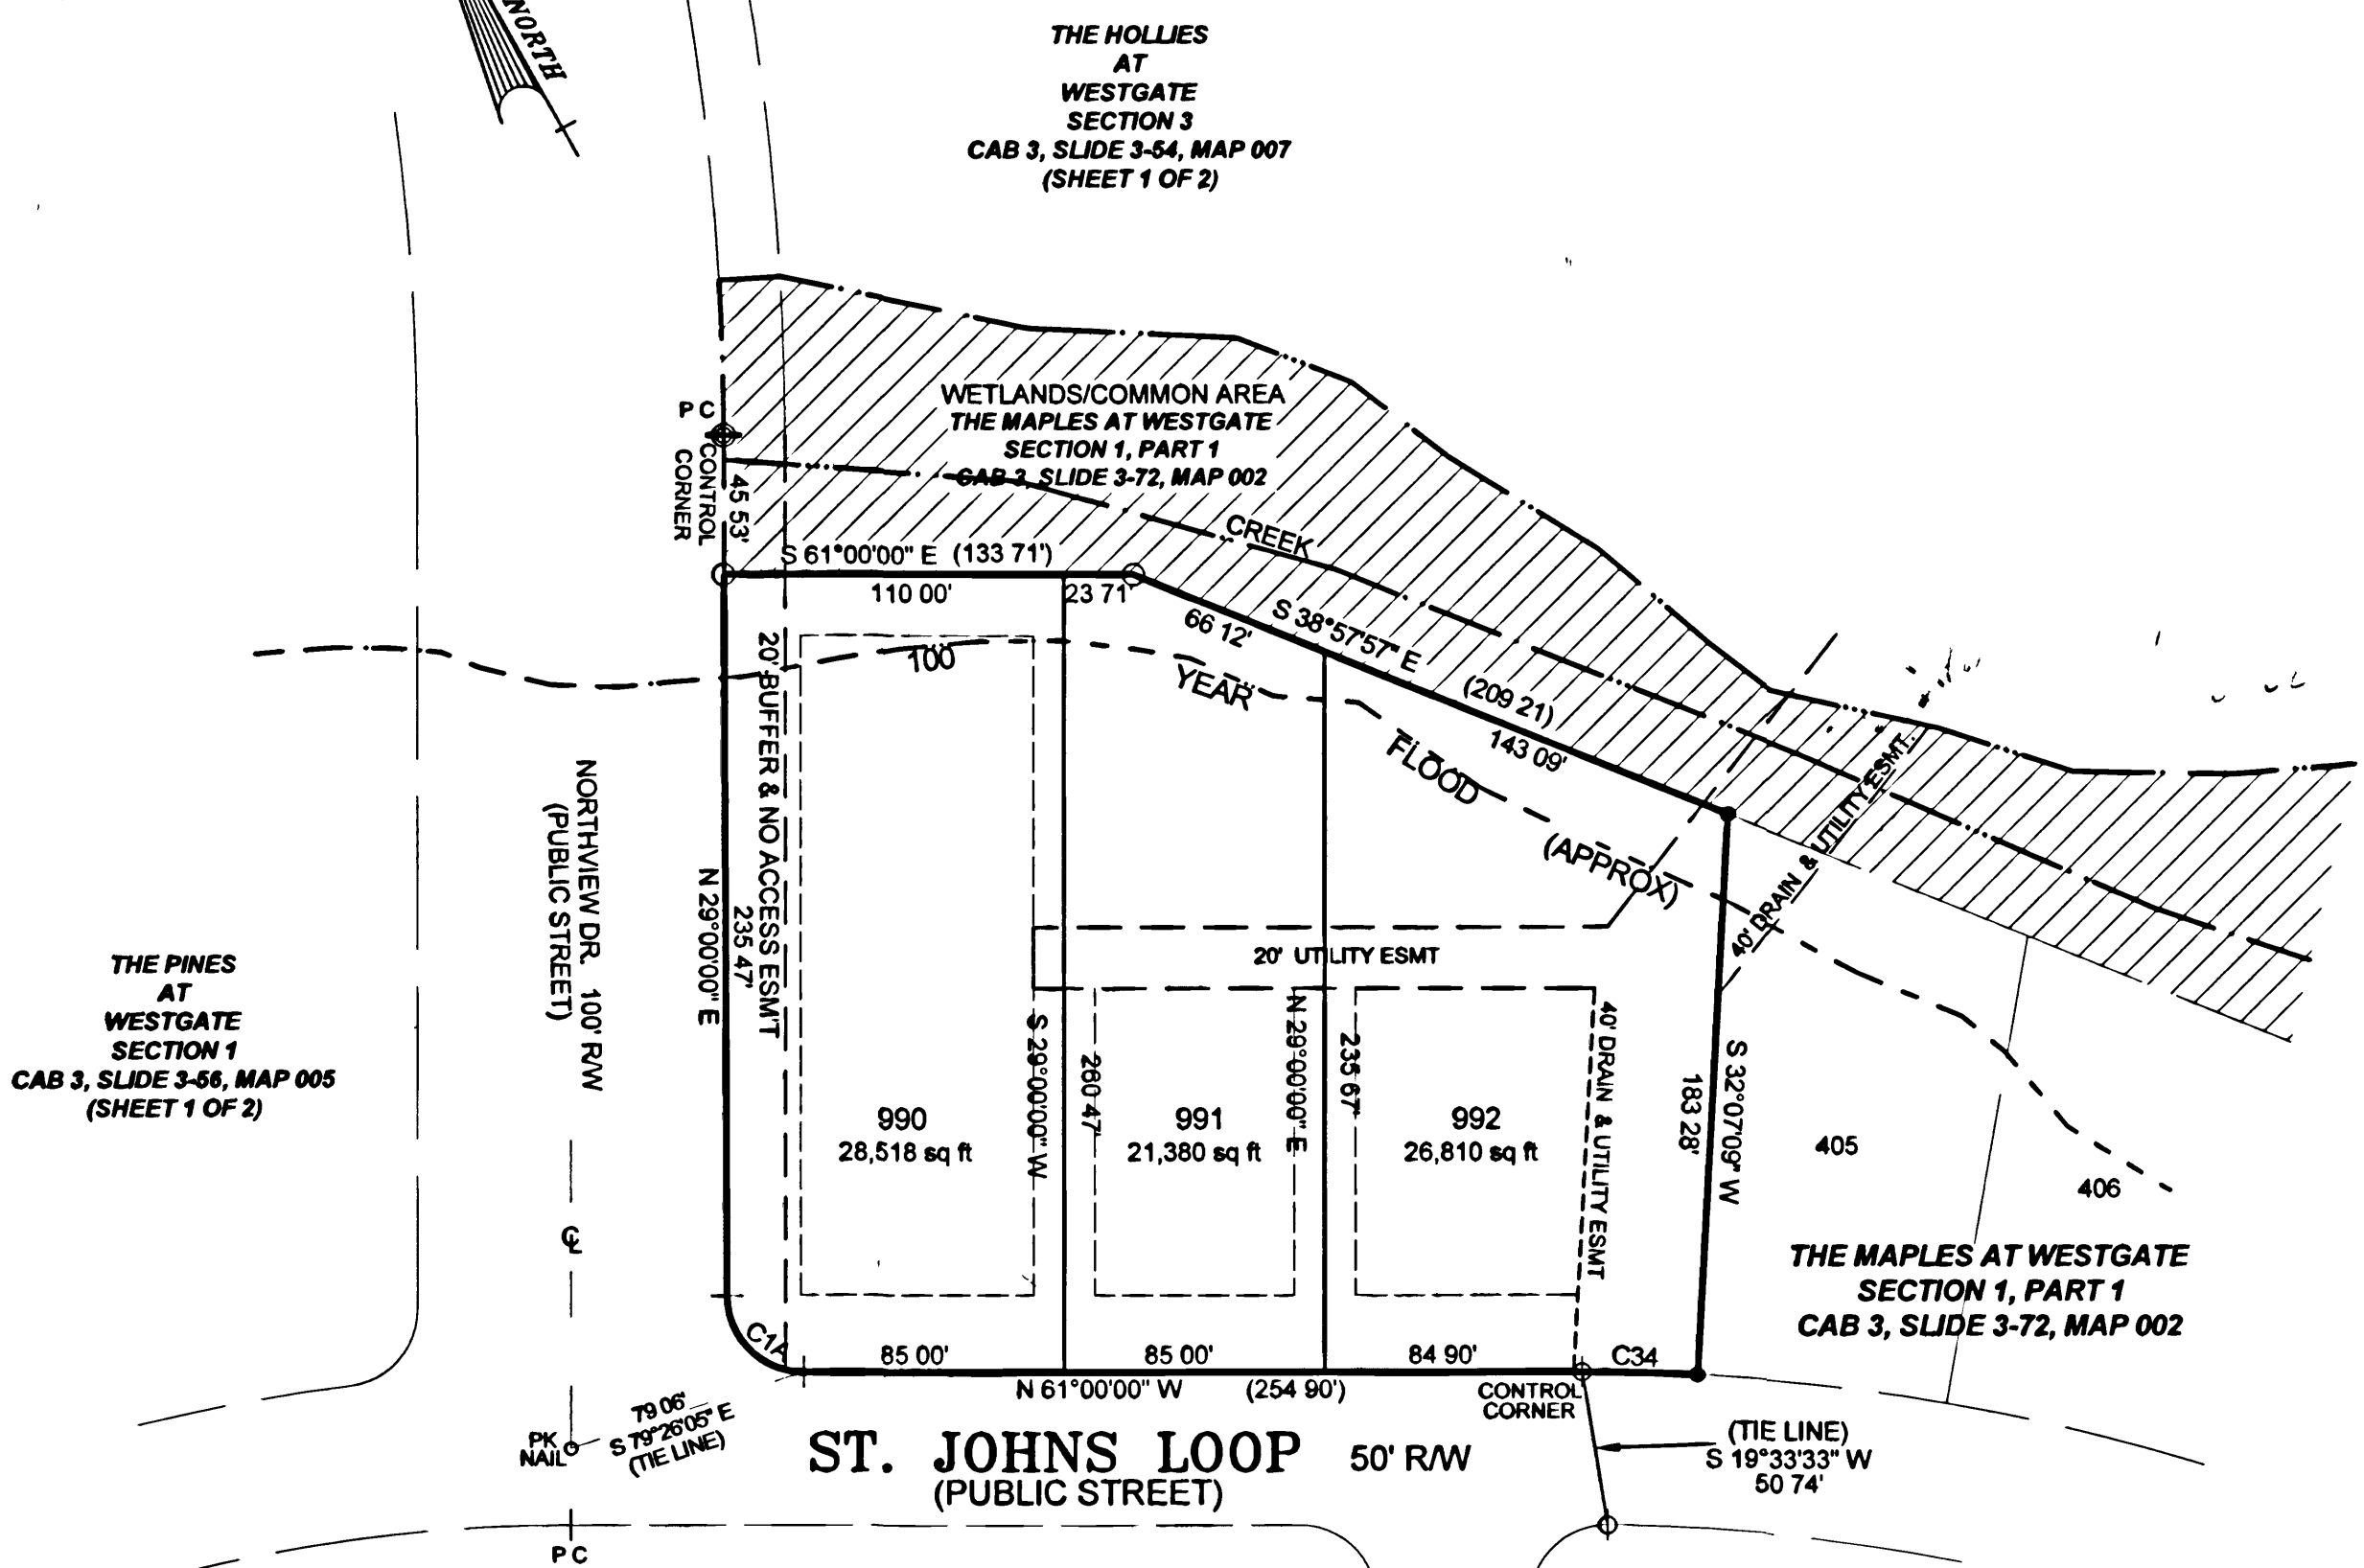 NORTH
THE HOLLIES
AT
WESTGATE
SECTION 3
CAB 3, SLIDE 3-54, MAP 007
(SHEET 1 OF 2)
WETLANDS/COMMON AREA
THE MAPLES AT WESTGATE
SECTION 1, PART 1
CAB 3, SLIDE 3-72, MAP 002
P C
CONTROL
CORNER
45 53'
CREEK
S 61°00'00" E (133 71')
110 00'
23 71'
66 12'
S 38°57'57" E
(209 21)
143 09'
100
YEAR
FLOOD
(APPROX)
40' DRAIN & UTILITY ESMT.
20' BUFFER & NO ACCESS ESM'T
NORTHVIEW DR. 100' R/W
(PUBLIC STREET)
N 29°00'00" E
235 47'
20' UTILITY ESMT
THE PINES
AT
WESTGATE
SECTION 1
CAB 3, SLIDE 3-56, MAP 005
(SHEET 1 OF 2)
S 29°00'00" W
260 47'
N 29°00'00" E
235 67'
40' DRAIN & UTILITY ESMT
S 32°07'09" W
183 28'
990
28,518 sq ft
991
21,380 sq ft
992
26,810 sq ft
405
406
THE MAPLES AT WESTGATE
SECTION 1, PART 1
CAB 3, SLIDE 3-72, MAP 002
C1A
85 00'
85 00'
84 90'
C34
N 61°00'00" W (254 90')
CONTROL
CORNER
79 06'
S 79°26'05" E
(TIE LINE)
PK
NAIL
ST. JOHNS LOOP 50' R/W
(PUBLIC STREET)
(TIE LINE)
S 19°33'33" W
50 74'
P C